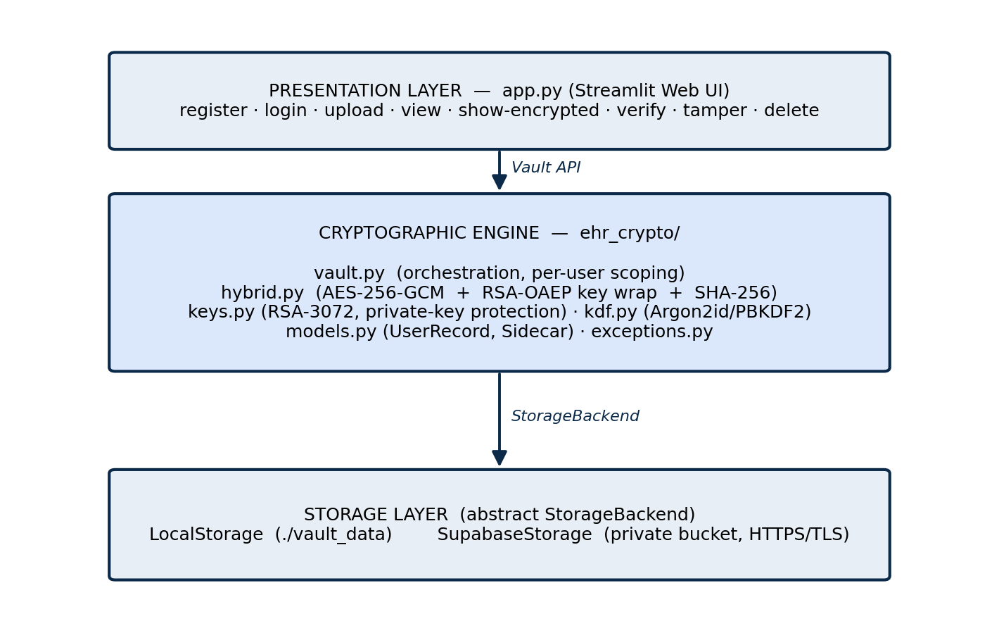 PRESENTATION LAYER — app.py (Streamlit Web UI)
register · login · upload · view · show-encrypted · verify · tamper · delete
Vault API
CRYPTOGRAPHIC ENGINE — ehr_crypto/
vault.py (orchestration, per-user scoping)
hybrid.py (AES-256-GCM + RSA-OAEP key wrap + SHA-256)
keys.py (RSA-3072, private-key protection) · kdf.py (Argon2id/PBKDF2)
models.py (UserRecord, Sidecar) · exceptions.py
StorageBackend
STORAGE LAYER (abstract StorageBackend)
LocalStorage (./vault_data) SupabaseStorage (private bucket, HTTPS/TLS)